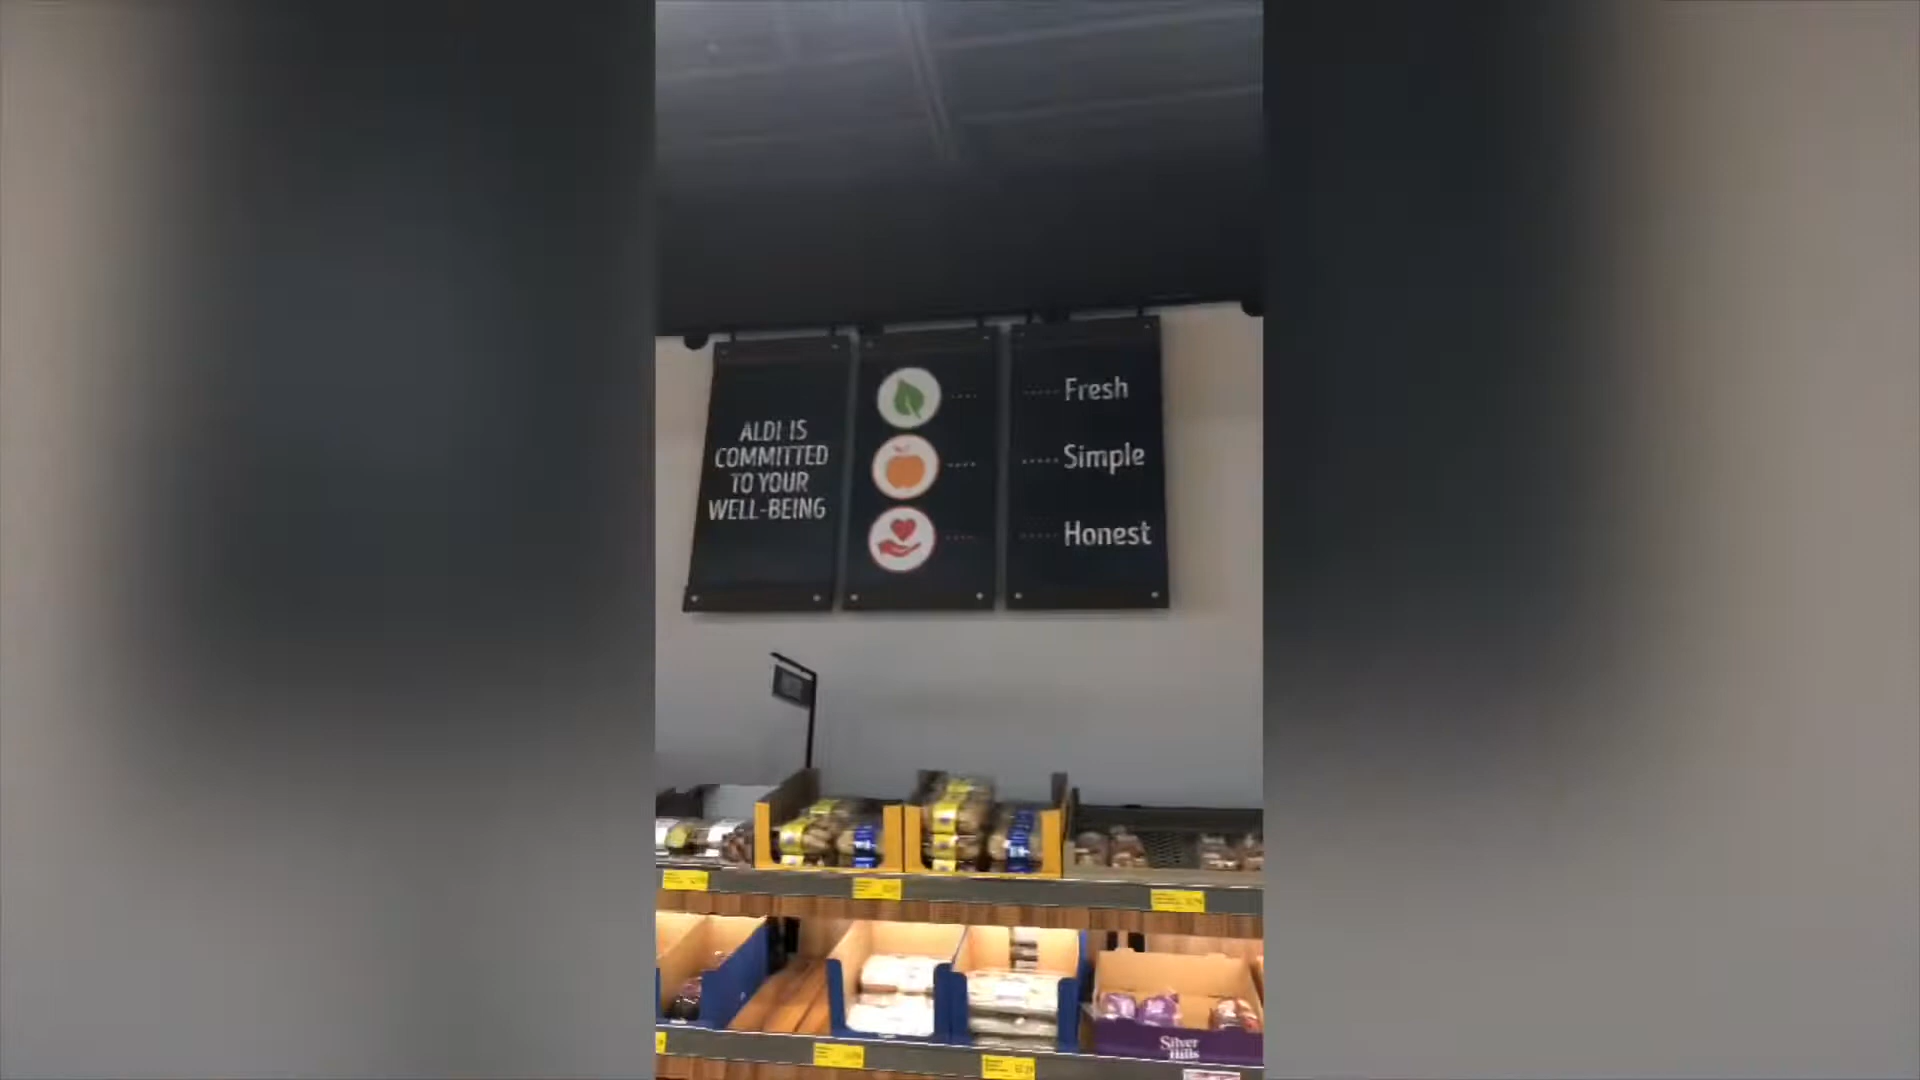 ALDI IS
COMMITTED
TO YOUR
WELL-BEING
Fresh
Simple
Honest
Silver
Hills